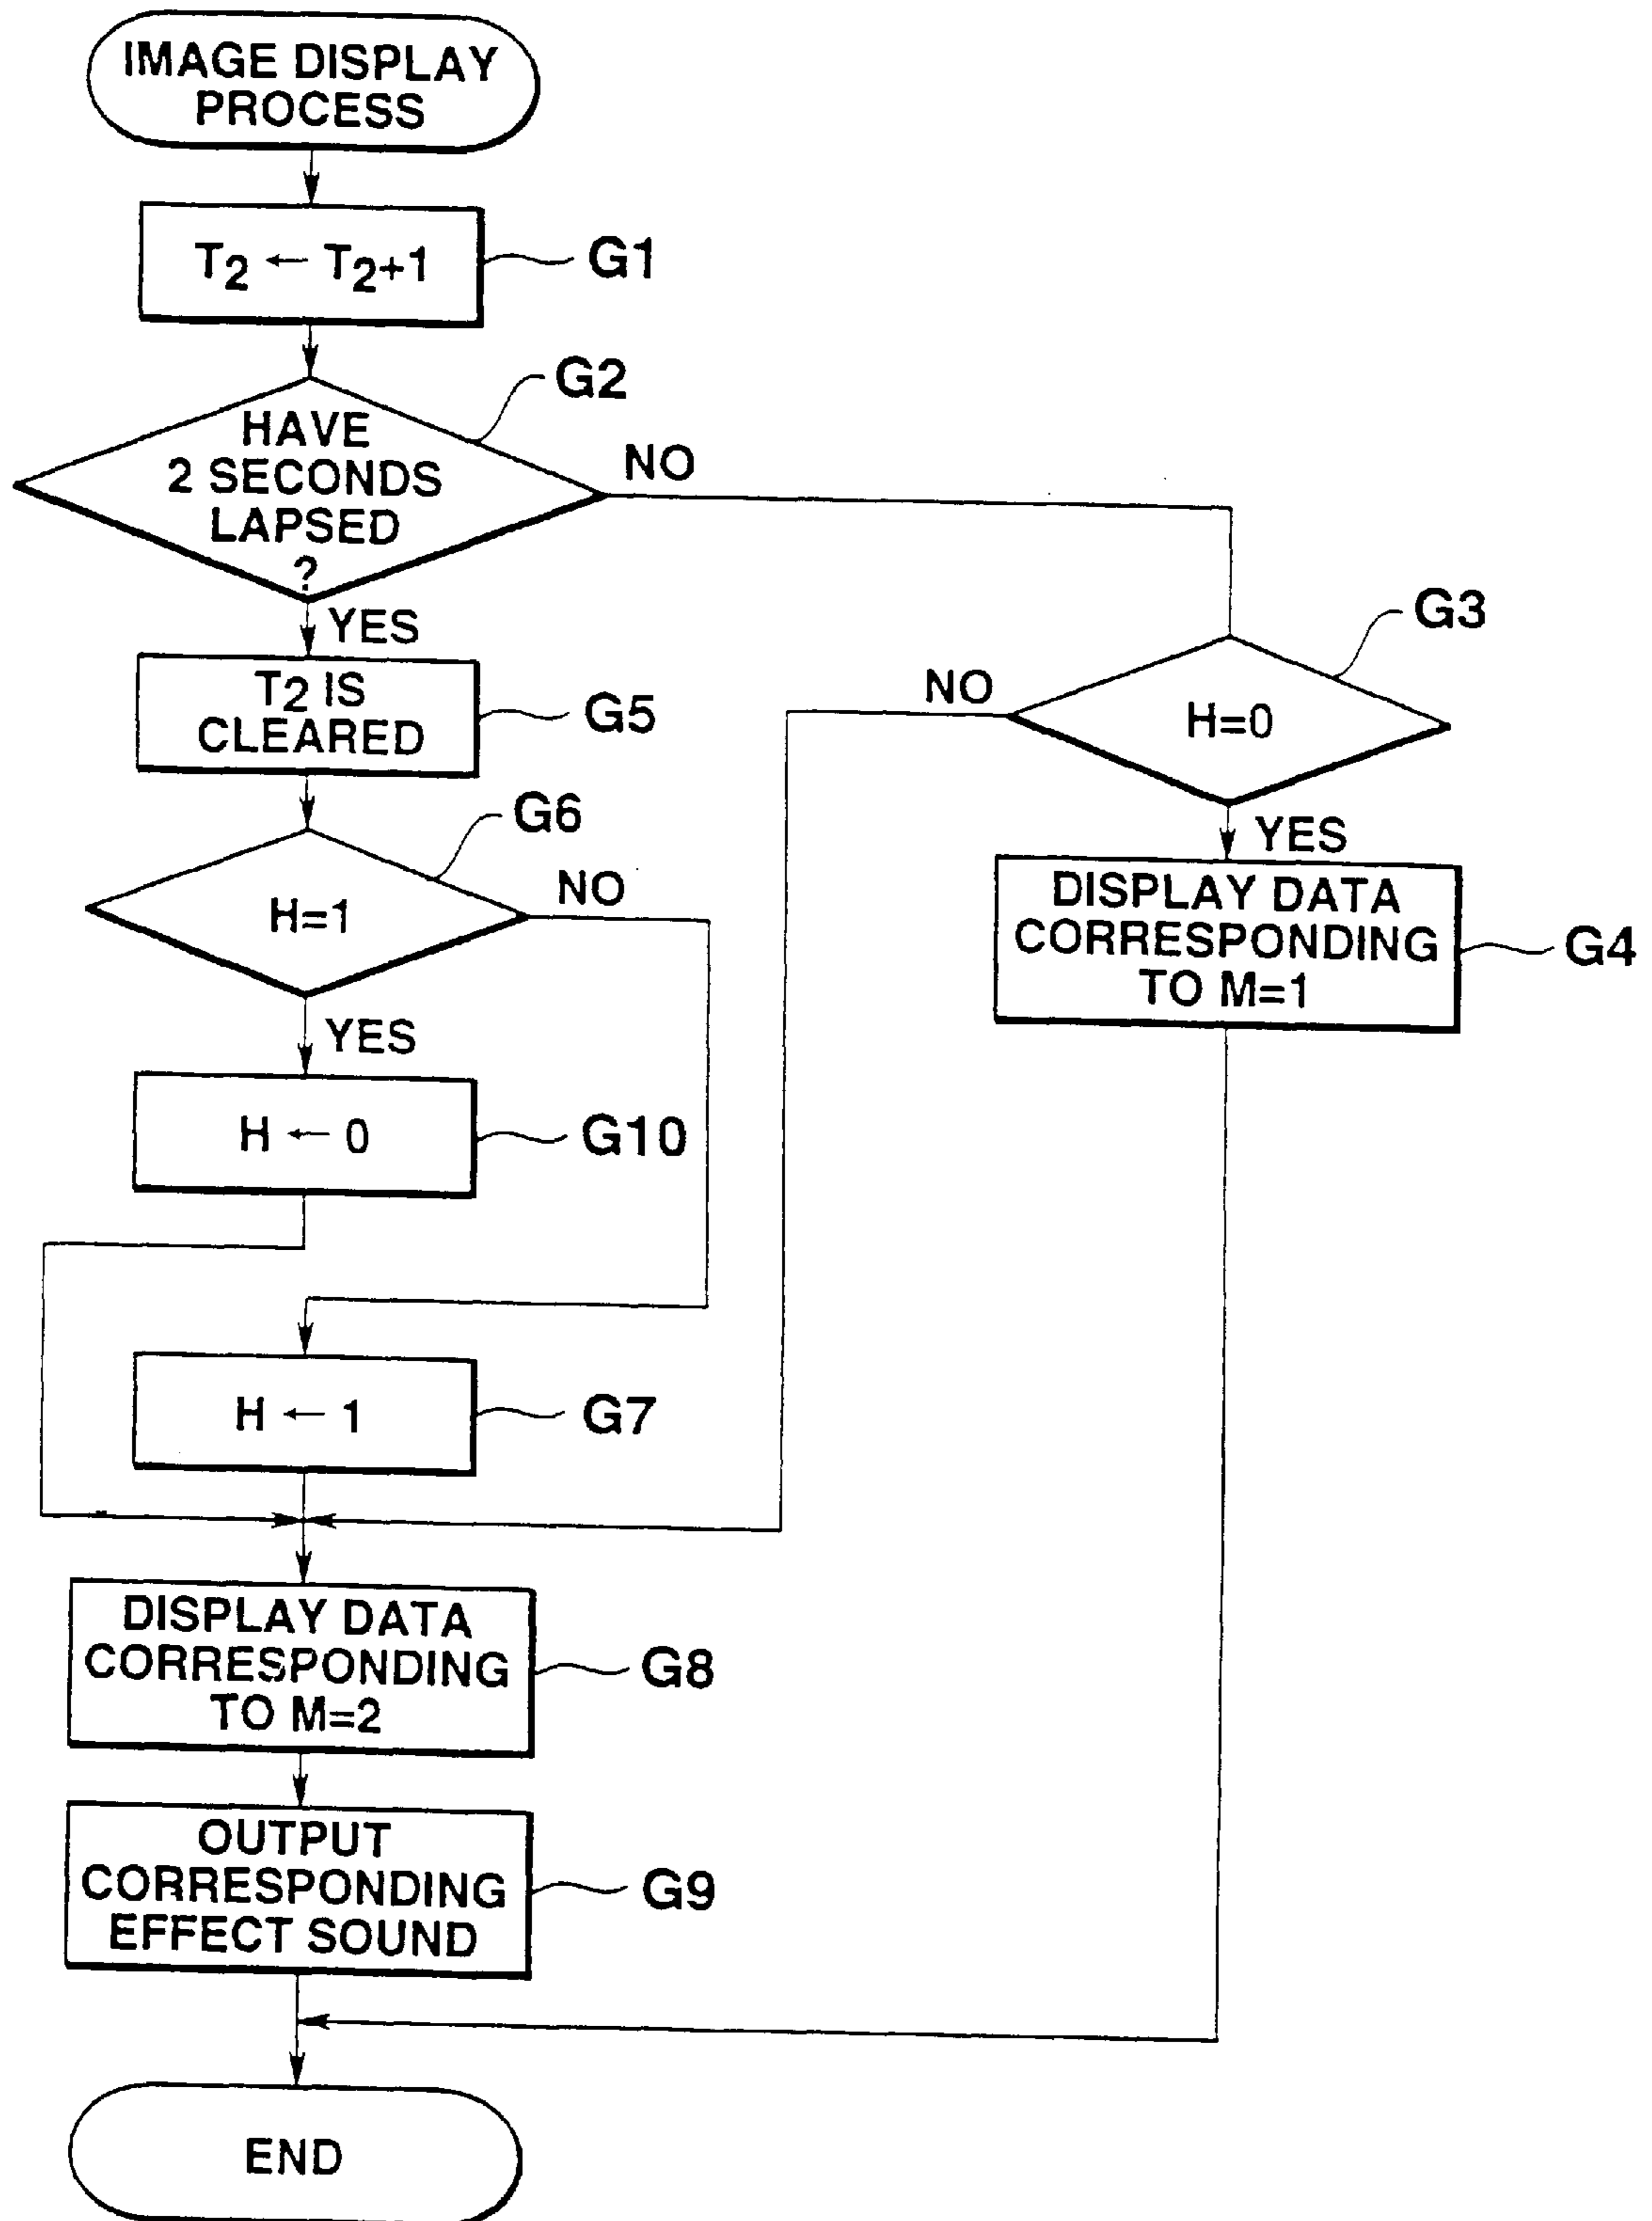 IMAGE DISPLAY
PROCESS
T2 ← T2+1
G1
HAVE
2 SECONDS
LAPSED
?
G2
NO
YES
G3
H=0
NO
YES
T2 IS
CLEARED
G5
G6
H=1
NO
YES
DISPLAY DATA
CORRESPONDING
TO M=1
G4
H ← 0
G10
H ← 1
G7
DISPLAY DATA
CORRESPONDING
TO M=2
G8
OUTPUT
CORRESPONDING
EFFECT SOUND
G9
END